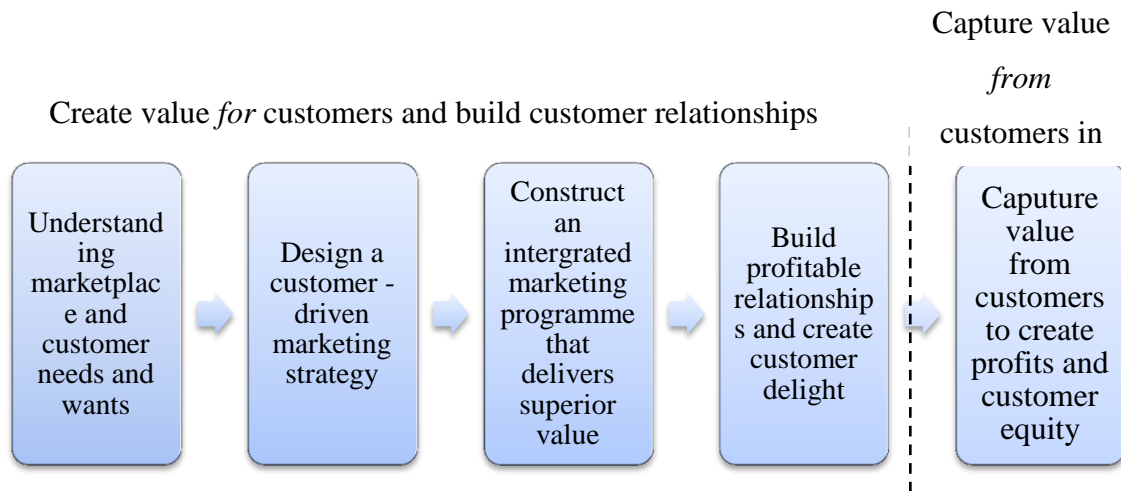 Capture value
from
customers in
Create value for customers and build customer relationships
Understand
ing
marketplac
e and
customer
needs and
wants
Design a
customer -
driven
marketing
strategy
Construct
an
intergrated
marketing
programme
that
delivers
superior
value
Build
profitable
relationship
s and create
customer
delight
Caputure
value
from
customers
to create
profits and
customer
equity